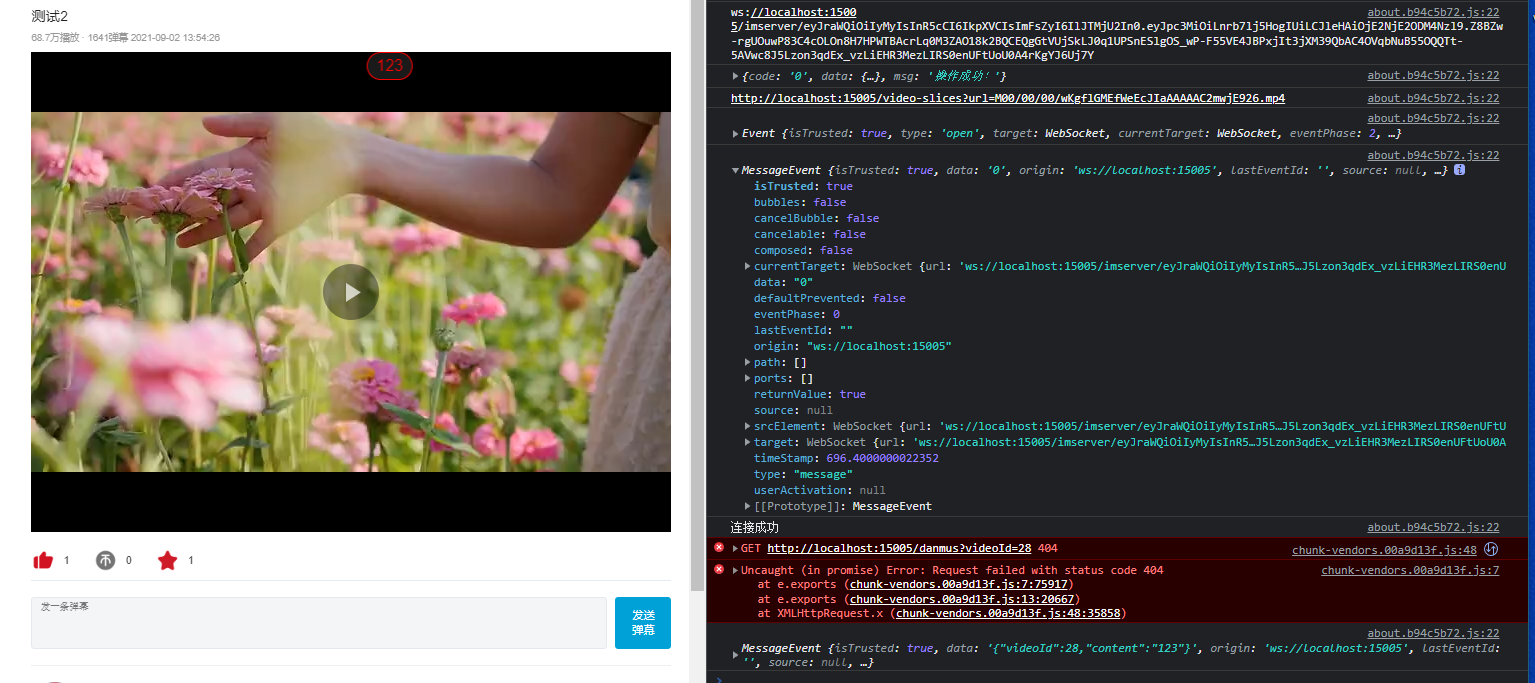 测试2
68.7万播放 · 1641弹幕 2021-09-02 13:54:26
123
1
0
1
发一条弹幕
发送
弹幕
ws://localhost:1500 about.b94c5b72.js:22
5/imserver/eyJraWQiOiIyMyIsInR5cCI6IkpXVCIsImFsZyI6IlJTMjU2In0.eyJpc3MiOiLnrb7lj5HogIUiLCJleHAiOjE2NjE2ODM4Nzl9.Z8BZw
-rgUOuwP83C4cOLOn8H7HPWTBAcrLq0M3ZAO18k2BQCEQgGtVUjSkLJ0q1UPSnESlgOS_wP-F55VE4JBPxjIt3jXM39QbAC4OVqbNuB55OQQTt-
5AVwc8J5Lzon3qdEx_vzLiEHR3MezLIRS0enUFtUoU0A4rKgYJ6Uj7Y
{code: '0', data: {…}, msg: '操作成功！'} about.b94c5b72.js:22
http://localhost:15005/video-slices?url=M00/00/00/wKgflGMEfWeEcJIaAAAAAC2mwjE926.mp4 about.b94c5b72.js:22
about.b94c5b72.js:22
Event {isTrusted: true, type: 'open', target: WebSocket, currentTarget: WebSocket, eventPhase: 2, …}
about.b94c5b72.js:22
MessageEvent {isTrusted: true, data: '0', origin: 'ws://localhost:15005', lastEventId: '', source: null, …}
isTrusted: true
bubbles: false
cancelBubble: false
cancelable: false
composed: false
currentTarget: WebSocket {url: 'ws://localhost:15005/imserver/eyJraWQiOiIyMyIsInR5…J5Lzon3qdEx_vzLiEHR3MezLIRS0enU
data: "0"
defaultPrevented: false
eventPhase: 0
lastEventId: ""
origin: "ws://localhost:15005"
path: []
ports: []
returnValue: true
source: null
srcElement: WebSocket {url: 'ws://localhost:15005/imserver/eyJraWQiOiIyMyIsInR5…J5Lzon3qdEx_vzLiEHR3MezLIRS0enUFtU
target: WebSocket {url: 'ws://localhost:15005/imserver/eyJraWQiOiIyMyIsInR5…J5Lzon3qdEx_vzLiEHR3MezLIRS0enUFtUoU0A
timeStamp: 696.4000000022352
type: "message"
userActivation: null
[[Prototype]]: MessageEvent
连接成功 about.b94c5b72.js:22
GET http://localhost:15005/danmus?videoId=28 404 chunk-vendors.00a9d13f.js:48
Uncaught (in promise) Error: Request failed with status code 404 chunk-vendors.00a9d13f.js:7
at e.exports (chunk-vendors.00a9d13f.js:7:75917)
at e.exports (chunk-vendors.00a9d13f.js:13:20667)
at XMLHttpRequest.x (chunk-vendors.00a9d13f.js:48:35858)
about.b94c5b72.js:22
MessageEvent {isTrusted: true, data: '{"videoId":28,"content":"123"}', origin: 'ws://localhost:15005', lastEventId:
'', source: null, …}